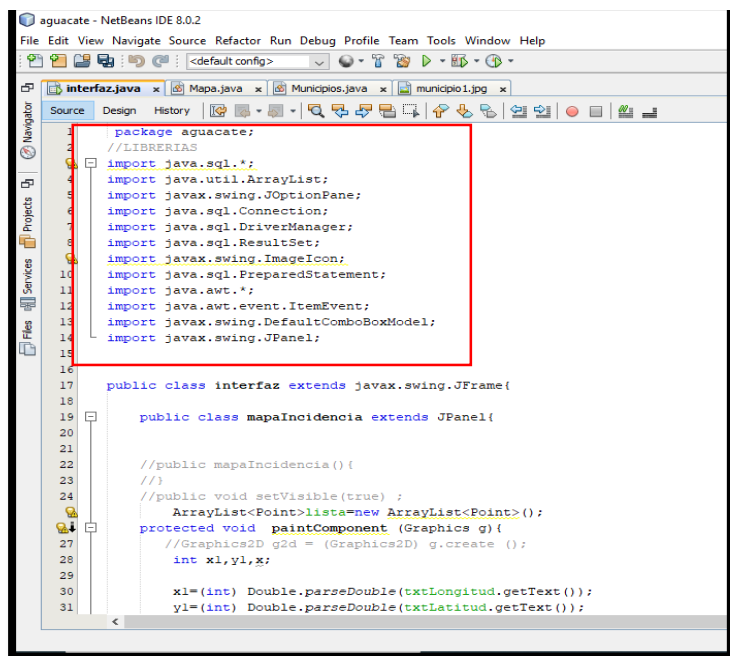 aguacate - NetBeans IDE 8.0.2
File Edit View Navigate Source Refactor Run Debug Profile Team Tools Window Help
<default config>
interfaz.java x Mapa.java x Municipios.java x municipio1.jpg x
Source Design History
Navigator
Projects
Services
Files
1 package aguacate;
2 //LIBRERIAS
import java.sql.*;
4 import java.util.ArrayList;
5 import javax.swing.JOptionPane;
6 import java.sql.Connection;
7 import java.sql.DriverManager;
8 import java.sql.ResultSet;
import javax.swing.ImageIcon;
10 import java.sql.PreparedStatement;
11 import java.awt.*;
12 import java.awt.event.ItemEvent;
13 import javax.swing.DefaultComboBoxModel;
14 import javax.swing.JPanel;
15
16
17 public class interfaz extends javax.swing.JFrame{
18
19 public class mapaIncidencia extends JPanel{
20
21
22 //public mapaIncidencia(){
23 //}
24 //public void setVisible(true) ;
ArrayList<Point>lista=new ArrayList<Point>();
protected void paintComponent (Graphics g){
27 //Graphics2D g2d = (Graphics2D) g.create ();
28 int x1,y1,x;
29
30 x1=(int) Double.parseDouble(txtLongitud.getText());
31 y1=(int) Double.parseDouble(txtLatitud.getText());